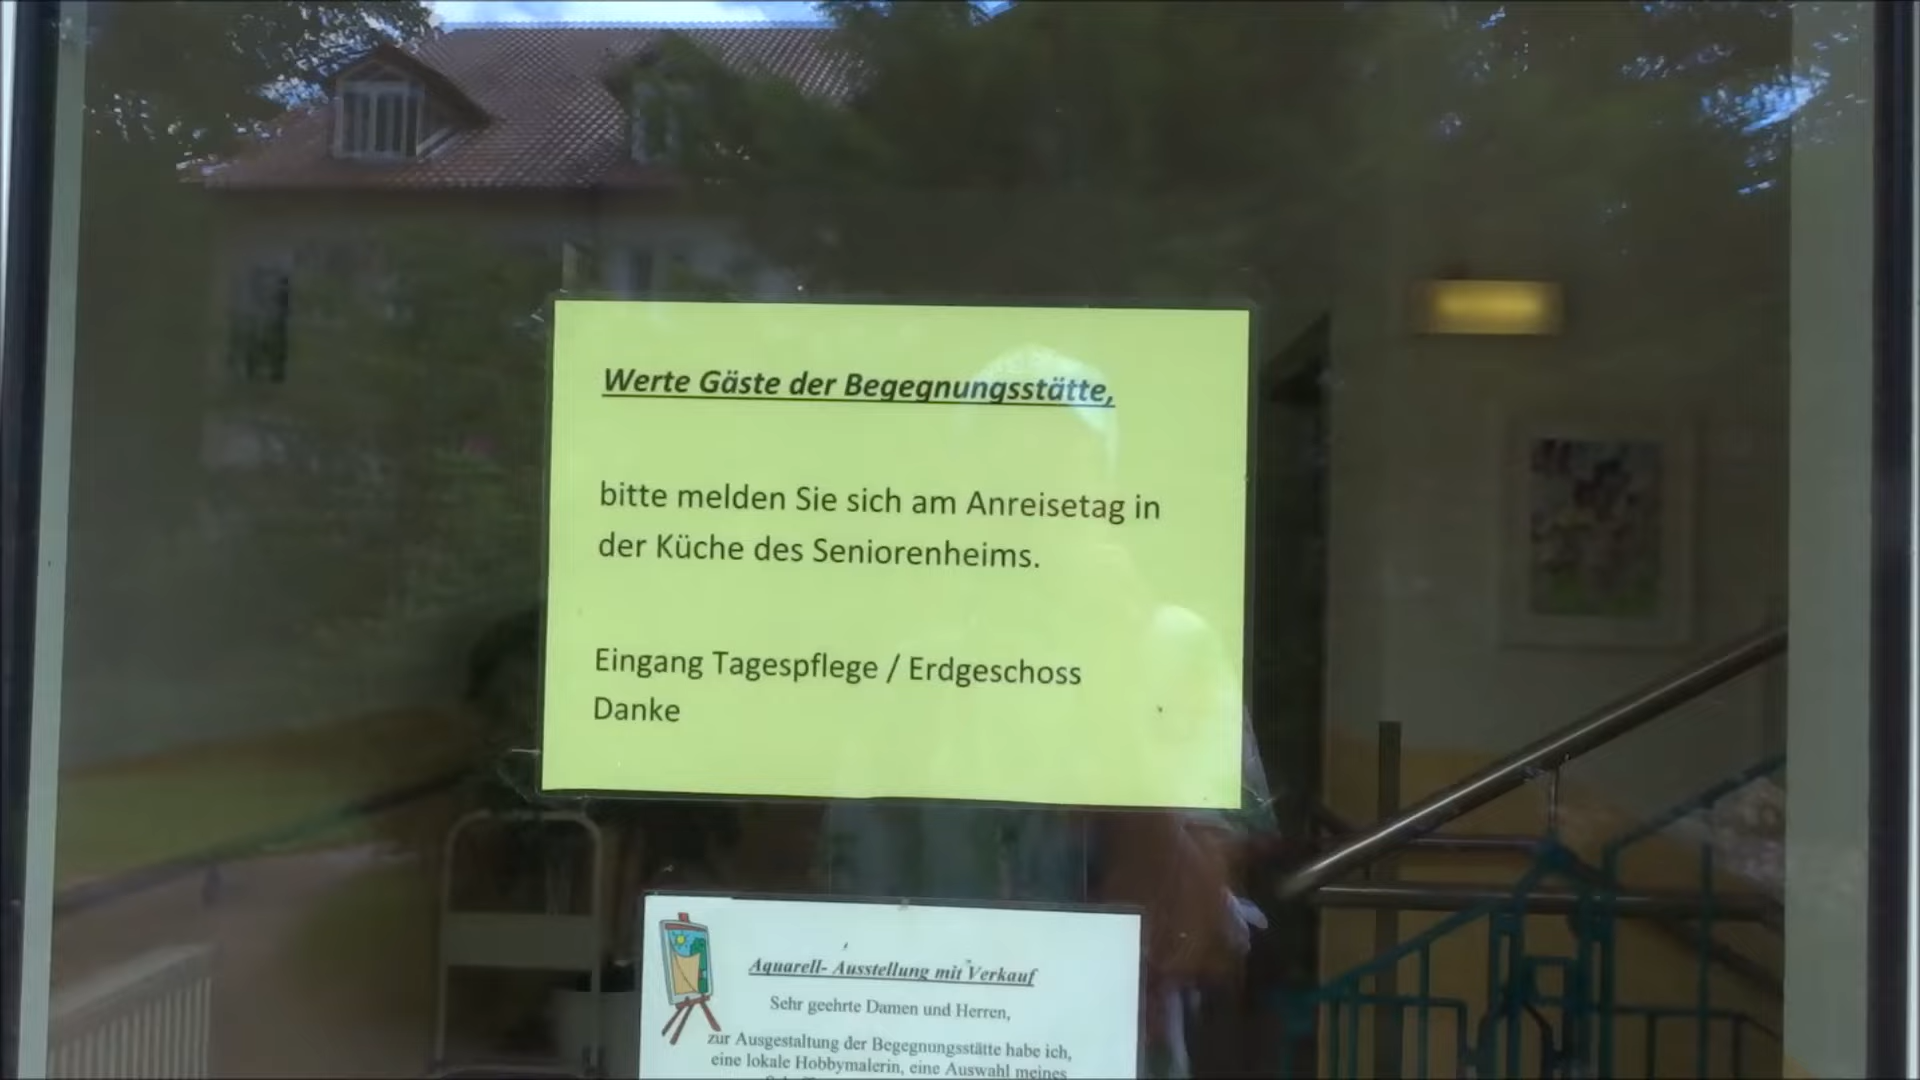 Werte Gäste der Begegnungsstätte,
bitte melden Sie sich am Anreisetag in
der Küche des Seniorenheims.
Eingang Tagespflege / Erdgeschoss
Danke
Aquarell- Ausstellung mit Verkauf
Sehr geehrte Damen und Herren,
zur Ausgestaltung der Begegnungsstätte habe ich,
eine lokale Hobbymalerin, eine Auswahl meines